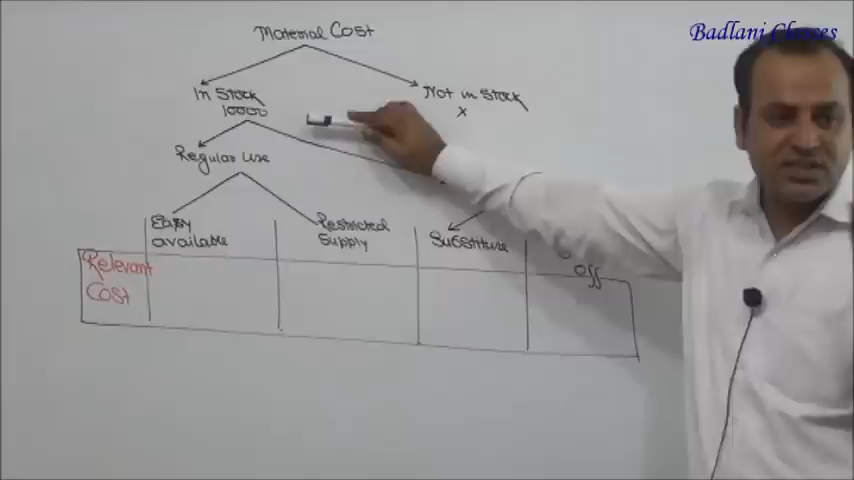 Badlani Classes
Material Cost
In Stock
10000
Not in Stock
x
Regular Use
Easy
available
Restricted
Supply
Substitute
off
Relevant
Cost